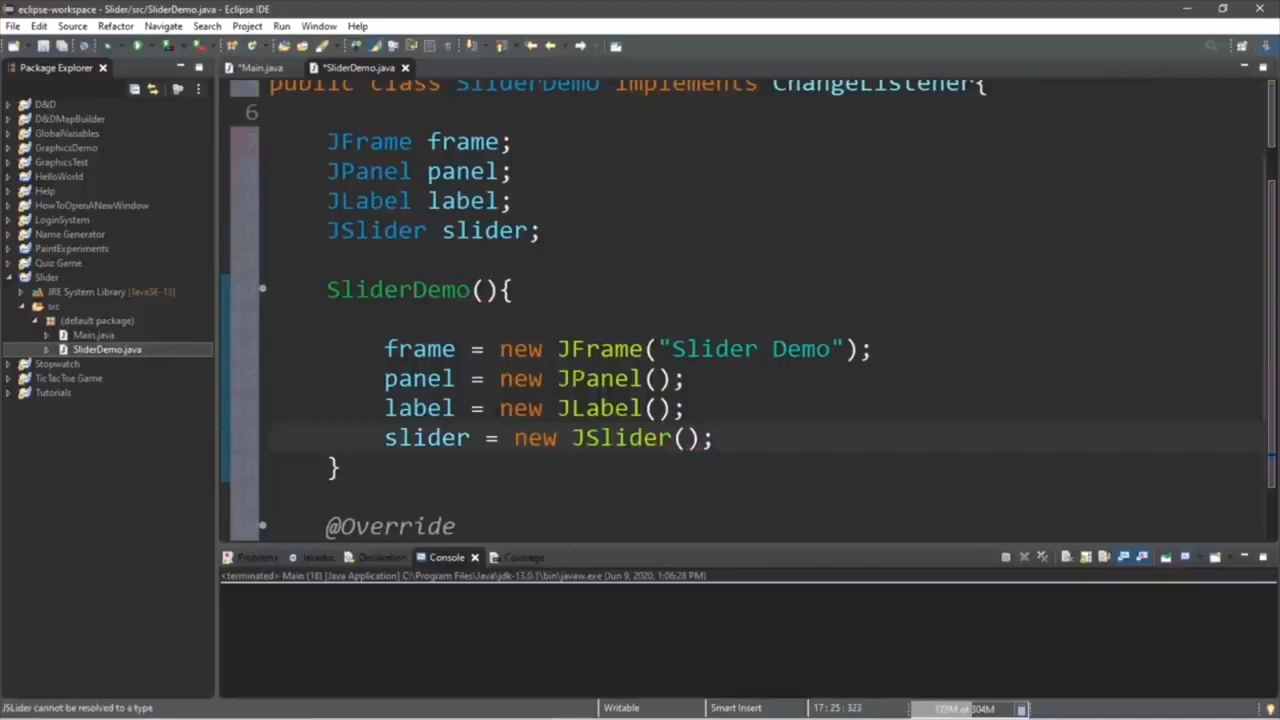 eclipse-workspace - Slider/src/SliderDemo.java - Eclipse IDE
File Edit Source Refactor Navigate Search Project Run Window Help
Package Explorer
*Main.java
*SliderDemo.java
D&D
D&DMapBuilder
GlobalVariables
GraphicsDemo
GraphicsTest
HelloWorld
Help
HowToOpenANewWindow
LoginSystem
Name Generator
PaintExperiments
Quiz Game
Slider
JRE System Library [JavaSE-13]
src
(default package)
Main.java
SliderDemo.java
Stopwatch
TicTacToe Game
Tutorials
public class SliderDemo implements ChangeListener{
6
7
JFrame frame;
JPanel panel;
JLabel label;
JSlider slider;
SliderDemo(){
frame = new JFrame("Slider Demo");
panel = new JPanel();
label = new JLabel();
slider = new JSlider();
}
@Override
Problems Javadoc Declaration Console Coverage
<terminated> Main (18) [Java Application] C:\Program Files\Java\jdk-13.0.1\bin\javaw.exe (Jun 9, 2020, 1:06:28 PM)
JSLider cannot be resolved to a type
Writable
Smart Insert
17 : 25 : 323